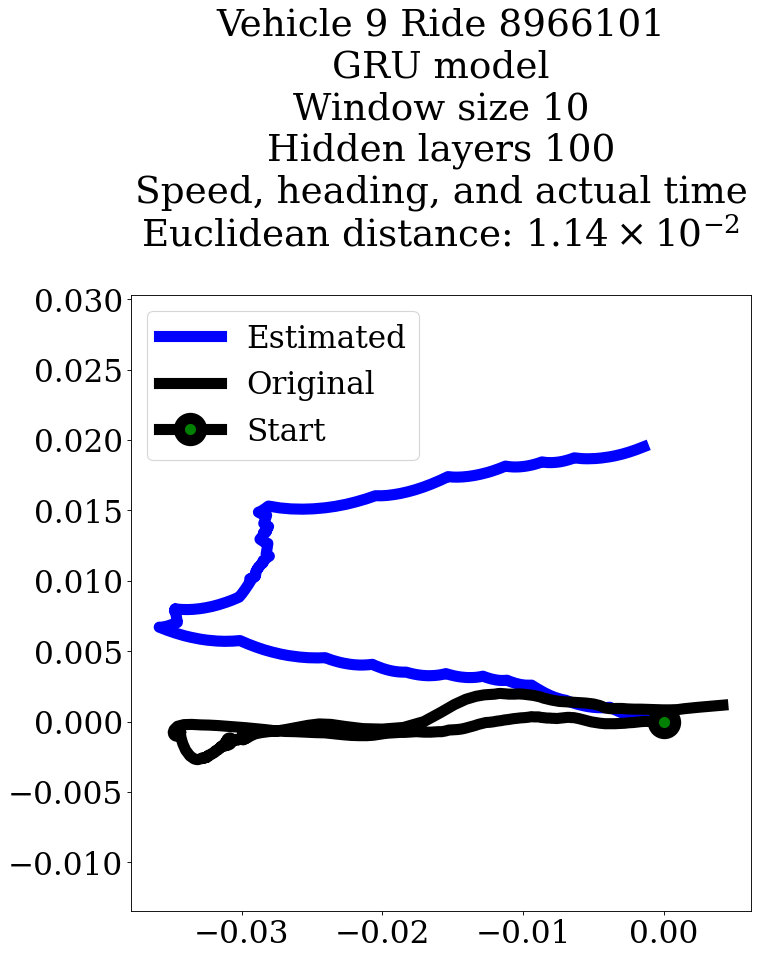 Vehicle 9 Ride 8966101
GRU model
Window size 10
Hidden layers 100
Speed, heading, and actual time
Euclidean distance: 1.14 × 10⁻²
0.030
0.025
0.020
0.015
0.010
0.005
0.000
−0.005
−0.010
Estimated
Original
Start
−0.03 −0.02 −0.01 0.00